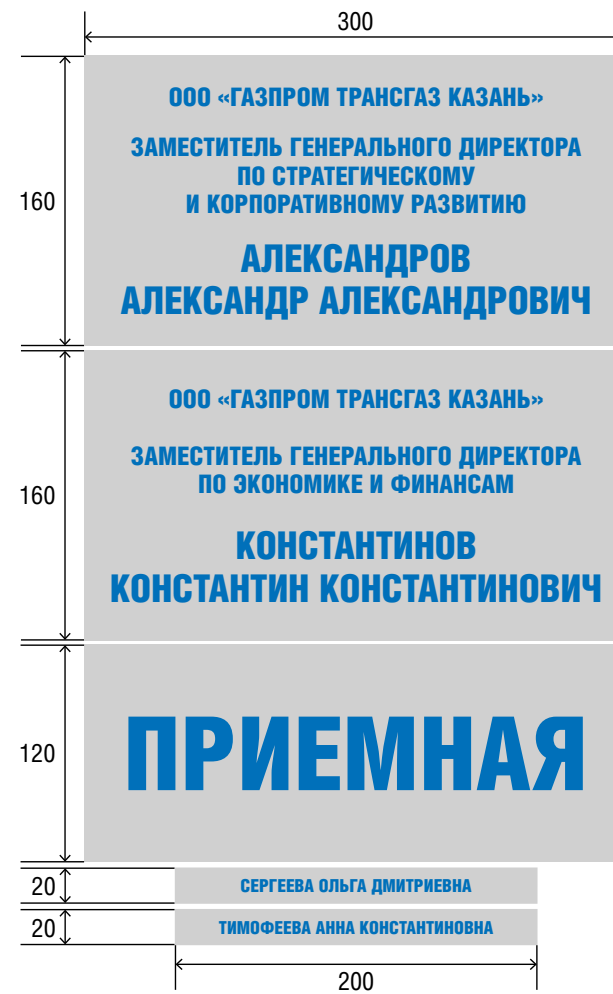 300
160
ООО «ГАЗПРОМ ТРАНСГАЗ КАЗАНЬ»
ЗАМЕСТИТЕЛЬ ГЕНЕРАЛЬНОГО ДИРЕКТОРА
ПО СТРАТЕГИЧЕСКОМУ
И КОРПОРАТИВНОМУ РАЗВИТИЮ
АЛЕКСАНДРОВ
АЛЕКСАНДР АЛЕКСАНДРОВИЧ
160
ООО «ГАЗПРОМ ТРАНСГАЗ КАЗАНЬ»
ЗАМЕСТИТЕЛЬ ГЕНЕРАЛЬНОГО ДИРЕКТОРА
ПО ЭКОНОМИКЕ И ФИНАНСАМ
КОНСТАНТИНОВ
КОНСТАНТИН КОНСТАНТИНОВИЧ
120
ПРИЕМНАЯ
20
СЕРГЕЕВА ОЛЬГА ДМИТРИЕВНА
20
ТИМОФЕЕВА АННА КОНСТАНТИНОВНА
200